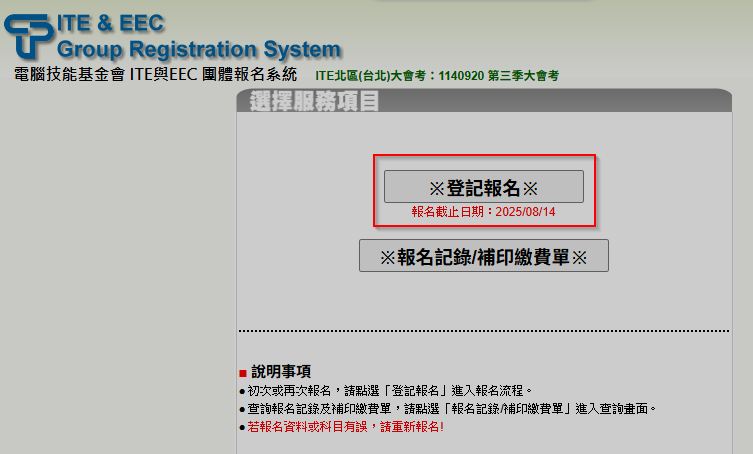 ITE & EEC
Group Registration System
電腦技能基金會 ITE與EEC 團體報名系統 ITE北區(台北)大會考：1140920 第三季大會考
選擇服務項目
※登記報名※
報名截止日期：2025/08/14
※報名記錄/補印繳費單※
■ 說明事項
●初次或再次報名，請點選「登記報名」進入報名流程。
●查詢報名記錄及補印繳費單，請點選「報名記錄/補印繳費單」進入查詢畫面。
●若報名資料或科目有誤，請重新報名!